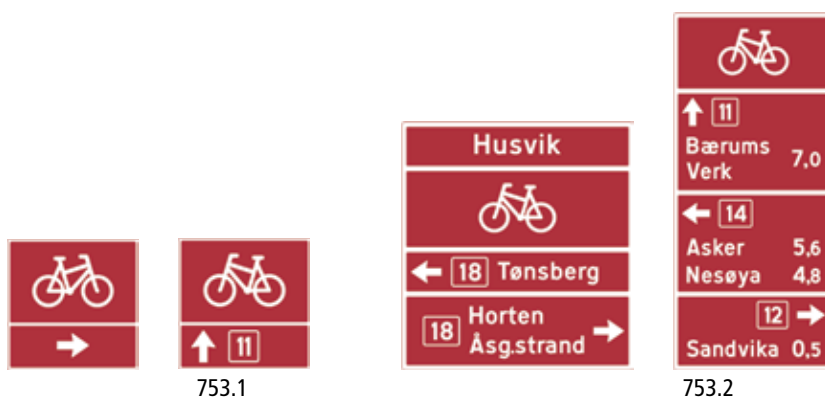 11
753.1
Husvik
18 Tønsberg
18 Horten
Åsg.strand
11
Bærums
Verk 7,0
14
Asker 5,6
Nesøya 4,8
12
Sandvika 0,5
753.2